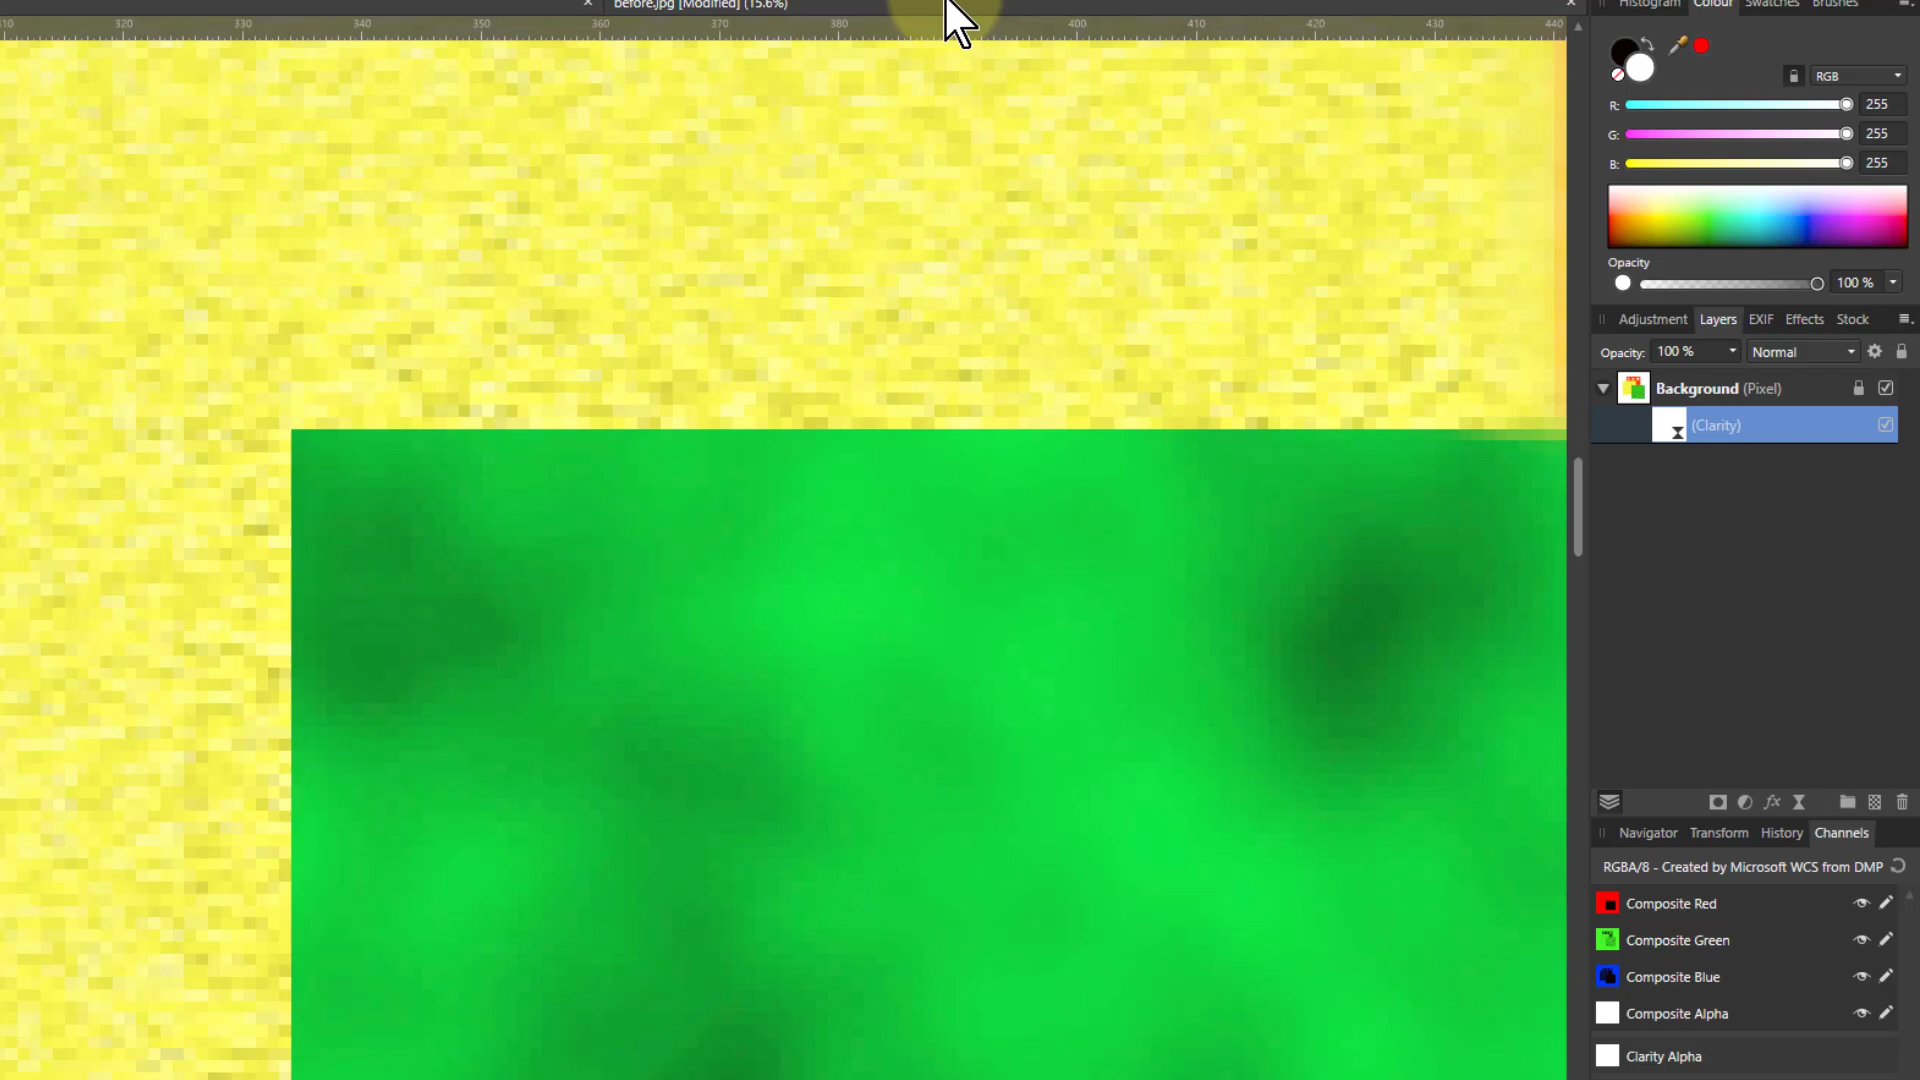 before.jpg [Modified] (15.6%)
Histogram Colour Swatches Brushes
310 320 330 340 350 360 370 380 400 410 420 430 440
RGB
R: 255
G: 255
B: 255
Opacity
100 %
Adjustment Layers EXIF Effects Stock
Opacity: 100 % Normal
Background (Pixel)
(Clarity)
fx
Navigator Transform History Channels
RGBA/8 - Created by Microsoft WCS from DMP
Composite Red
Composite Green
Composite Blue
Composite Alpha
Clarity Alpha